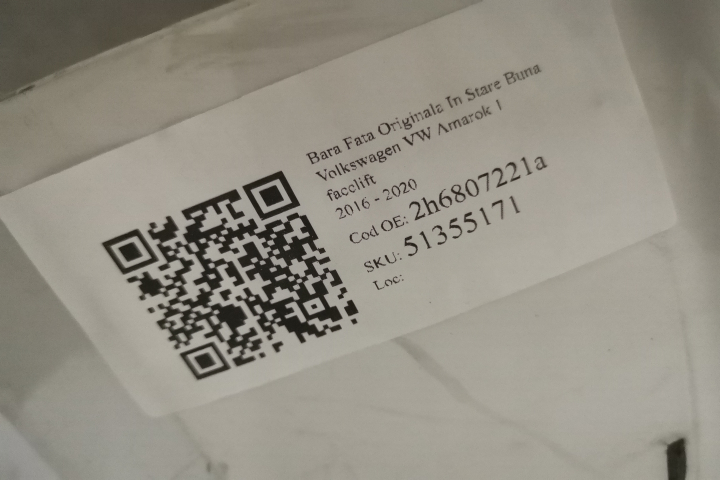 Bara Fata Originala In Stare Buna
Volkswagen VW Amarok 1
facelift
2016 - 2020
Cod OE: 2h6807221a
SKU: 51355171
Loc: